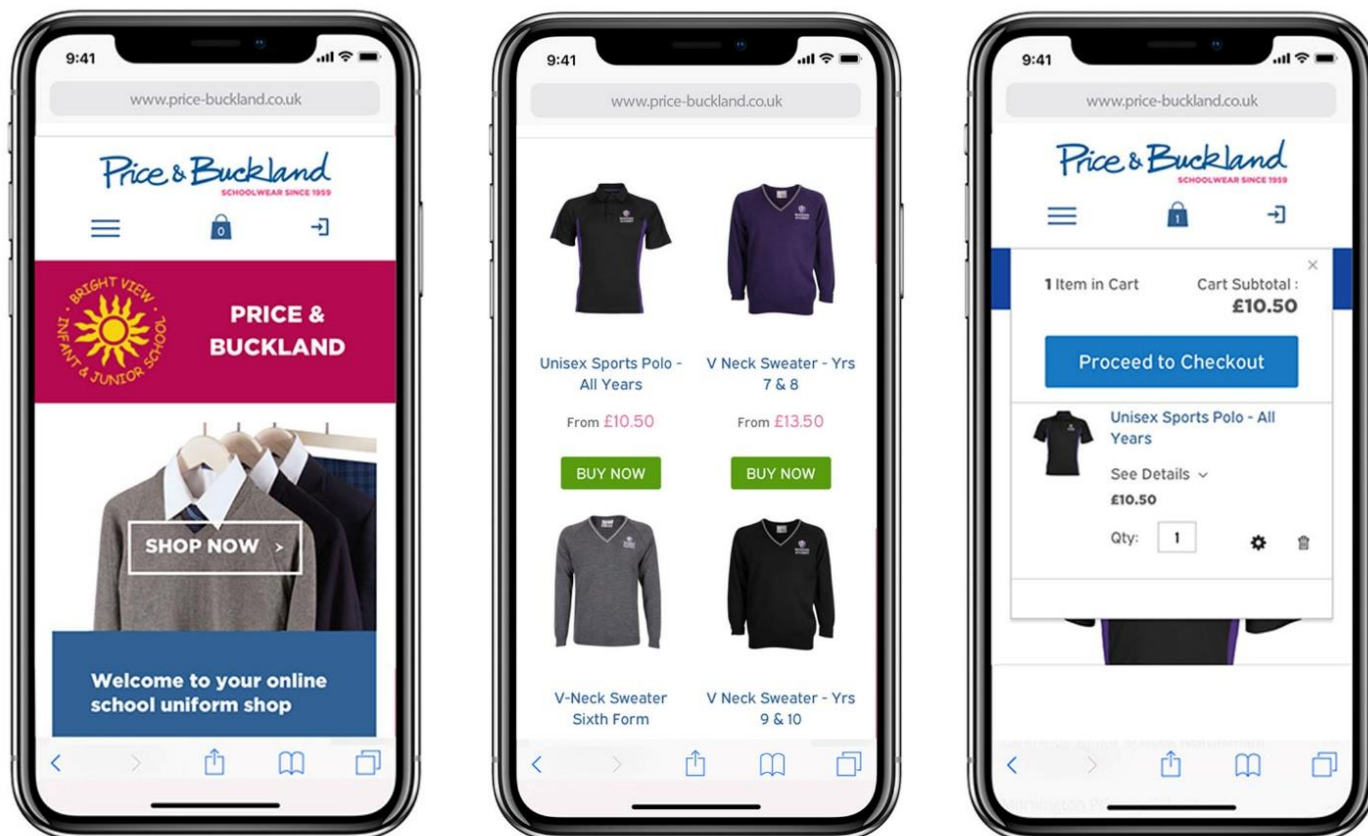 9:41
www.price-buckland.co.uk
Price & Buckland
SCHOOLWEAR SINCE 1959
0
BRIGHT VIEW
INFANT & JUNIOR SCHOOL
PRICE &
BUCKLAND
SHOP NOW >
Welcome to your online
school uniform shop
9:41
www.price-buckland.co.uk
Unisex Sports Polo -
All Years
From £10.50
BUY NOW
V Neck Sweater - Yrs
7 & 8
From £13.50
BUY NOW
V-Neck Sweater
Sixth Form
V Neck Sweater - Yrs
9 & 10
9:41
www.price-buckland.co.uk
Price & Buckland
SCHOOLWEAR SINCE 1959
1
1 Item in Cart
Cart Subtotal :
£10.50
Proceed to Checkout
Unisex Sports Polo - All
Years
See Details
£10.50
Qty: 1